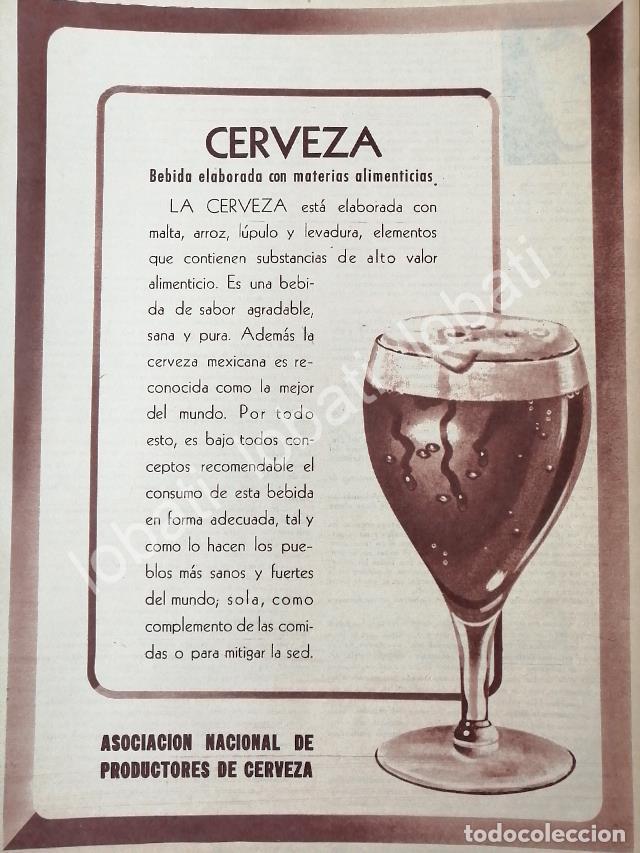 CERVEZA
Bebida elaborada con materias alimenticias.
LA CERVEZA está elaborada con
malta, arroz, lúpulo y levadura, elementos
que contienen substancias de alto valor
alimenticio. Es una bebi-
da de sabor agradable,
sana y pura. Además la
cerveza mexicana es re-
conocida como la mejor
del mundo. Por todo
esto, es bajo todos con-
ceptos recomendable el
consumo de esta bebida
en forma adecuada, tal y
como lo hacen los pue-
blos más sanos y fuertes
del mundo; sola, como
complemento de las comi-
das o para mitigar la sed.
ASOCIACION NACIONAL DE
PRODUCTORES DE CERVEZA
lobati lobati lobati
todocoleccion